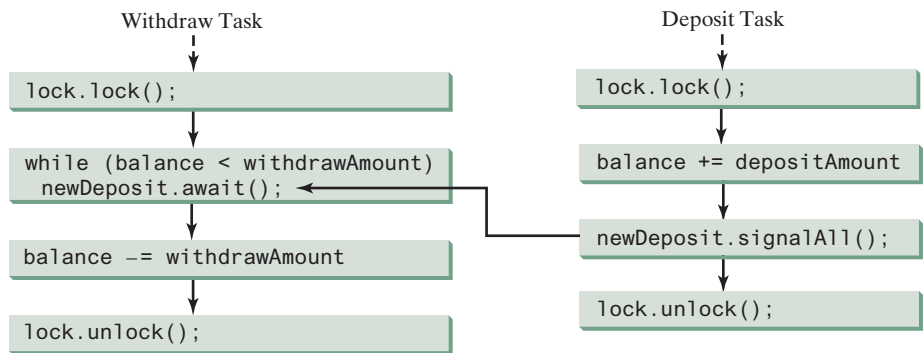 Withdraw Task
lock.lock();
while (balance < withdrawAmount)
newDeposit.await();
balance −= withdrawAmount
lock.unlock();
Deposit Task
lock.lock();
balance += depositAmount
newDeposit.signalAll();
lock.unlock();